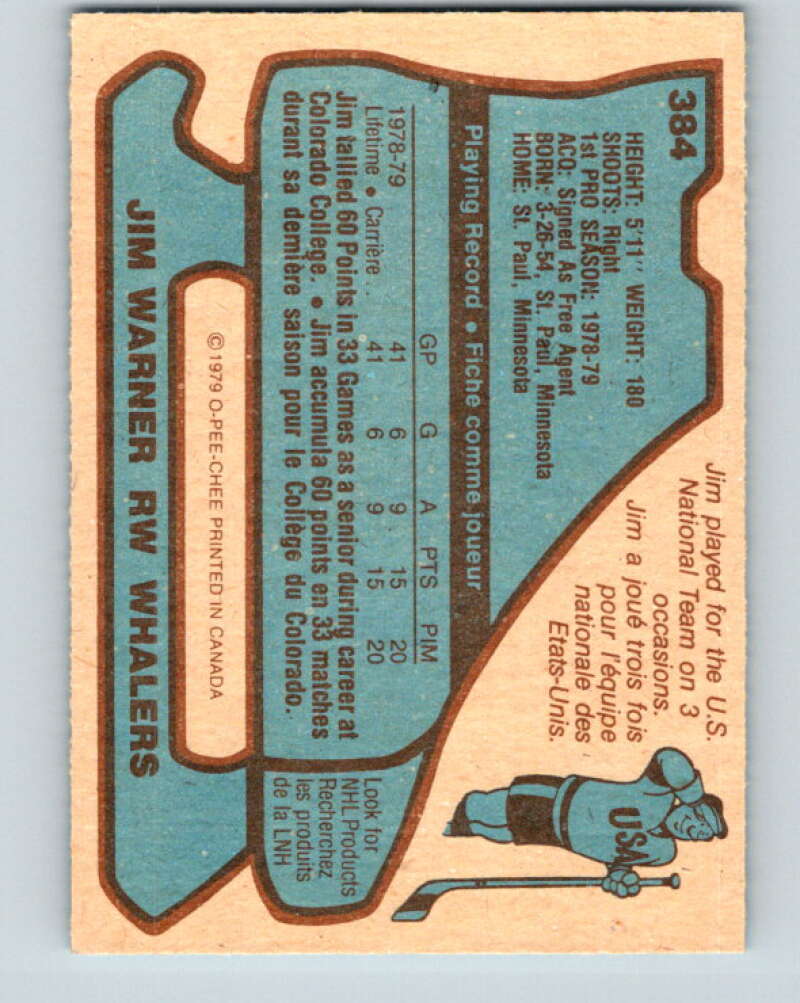 384
HEIGHT: 5'11" WEIGHT: 180
SHOOTS: Right
1st PRO SEASON: 1978-79
ACQ: Signed As Free Agent
BORN: 3-26-54, St. Paul, Minnesota
HOME: St. Paul, Minnesota
Jim played for the U.S.
National Team on 3
occasions.
Jim a joué trois fois
pour l'équipe
nationale des
Etats-Unis.
USA
Playing Record • Fiche comme joueur
GP G A PTS PIM
1978-79 41 6 9 15 20
Lifetime • Carrière .. 41 6 9 15 20
Jim tallied 60 Points in 33 Games as a senior during career at
Colorado College. • Jim accumula 60 points en 33 matches
durant sa dernière saison pour le Collège du Colorado.
Look for
NHL Products
Recherchez
les produits
de la LNH
©1979 O-PEE-CHEE PRINTED IN CANADA
JIM WARNER RW WHALERS